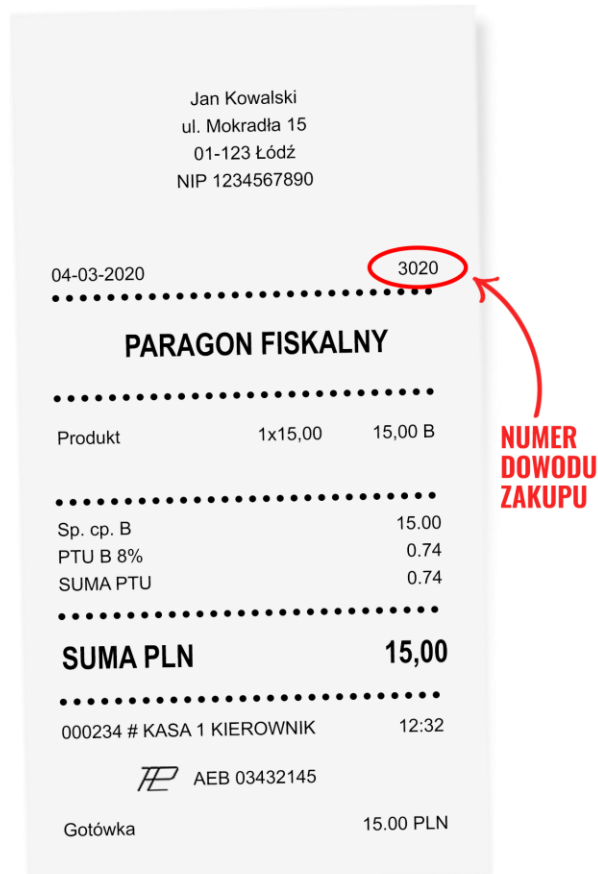 Jan Kowalski
ul. Mokradła 15
01-123 Łódź
NIP 1234567890
04-03-2020 3020
PARAGON FISKALNY
Produkt 1x15,00 15,00 B
Sp. cp. B 15.00
PTU B 8% 0.74
SUMA PTU 0.74
SUMA PLN 15,00
000234 # KASA 1 KIEROWNIK 12:32
AEB 03432145
Gotówka 15.00 PLN
NUMER
DOWODU
ZAKUPU